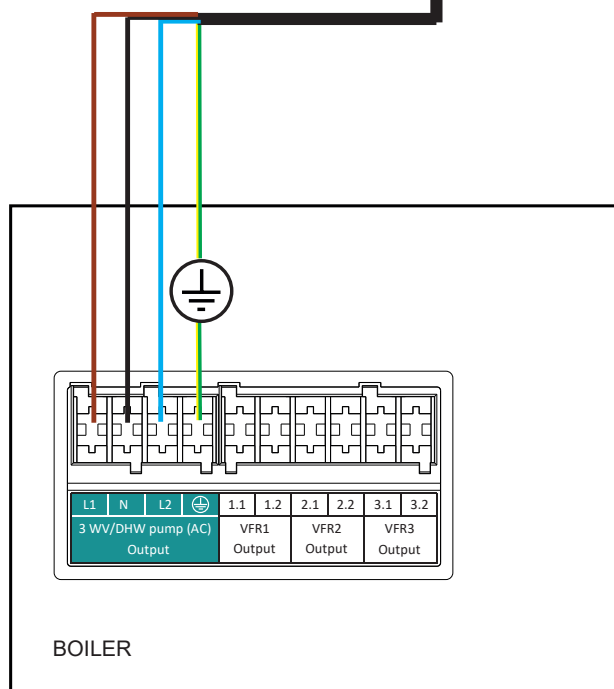 L1 N L2 1.1 1.2 2.1 2.2 3.1 3.2
3 WV/DHW pump (AC) VFR1 VFR2 VFR3
Output Output Output Output
BOILER